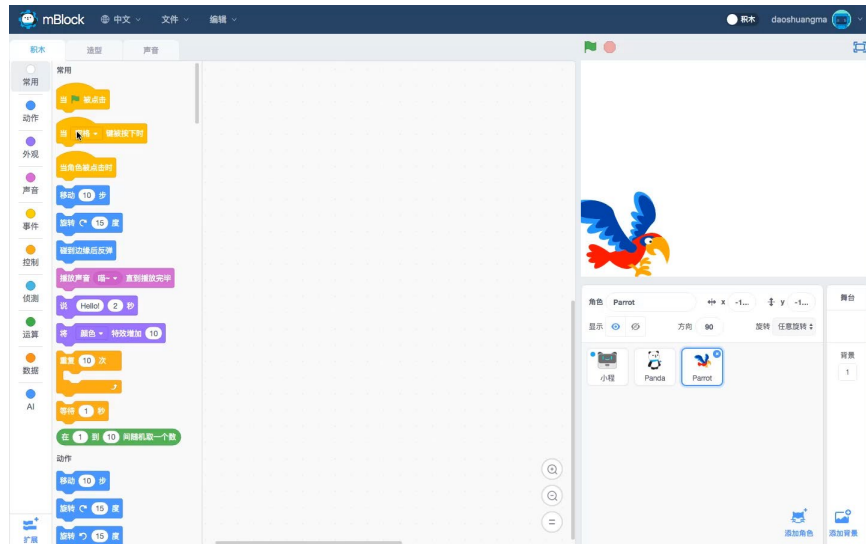 mBlock 中文 文件 编辑 积木 daoshuangma
积木 造型 声音
常用
动作
外观
声音
事件
控制
侦测
运算
数据
AI
扩展
常用
当 被点击
当 空格 键被按下时
当角色被点击时
移动 10 步
旋转 15 度
碰到边缘后反弹
播放声音 喵~ 直到播放完毕
说 Hello! 2 秒
将 颜色 特效增加 10
重复 10 次
等待 1 秒
在 1 到 10 间随机取一个数
动作
移动 10 步
旋转 15 度
旋转 15 度
角色 Parrot x -1... y -1...
显示 方向 90 旋转 任意旋转
小程 Panda Parrot
添加角色
舞台
背景
1
添加背景